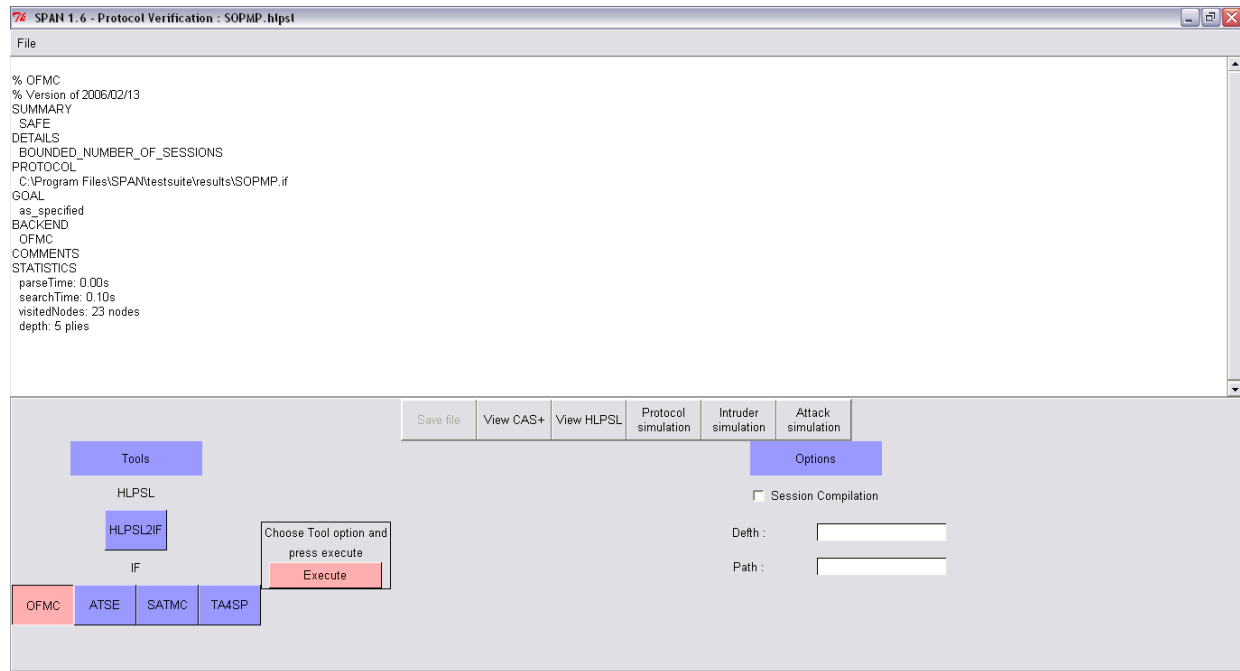 SPAN 1.6 - Protocol Verification : SOPMP.hlpsl
File
% OFMC
% Version of 2006/02/13
SUMMARY
SAFE
DETAILS
BOUNDED_NUMBER_OF_SESSIONS
PROTOCOL
C:\Program Files\SPAN\testsuite\results\SOPMP.if
GOAL
as_specified
BACKEND
OFMC
COMMENTS
STATISTICS
parseTime: 0.00s
searchTime: 0.10s
visitedNodes: 23 nodes
depth: 5 plies
Save file
View CAS+
View HLPSL
Protocol
simulation
Intruder
simulation
Attack
simulation
Tools
Options
HLPSL
Session Compilation
HLPSL2IF
Choose Tool option and
press execute
Execute
Defth :
IF
Path :
OFMC
ATSE
SATMC
TA4SP